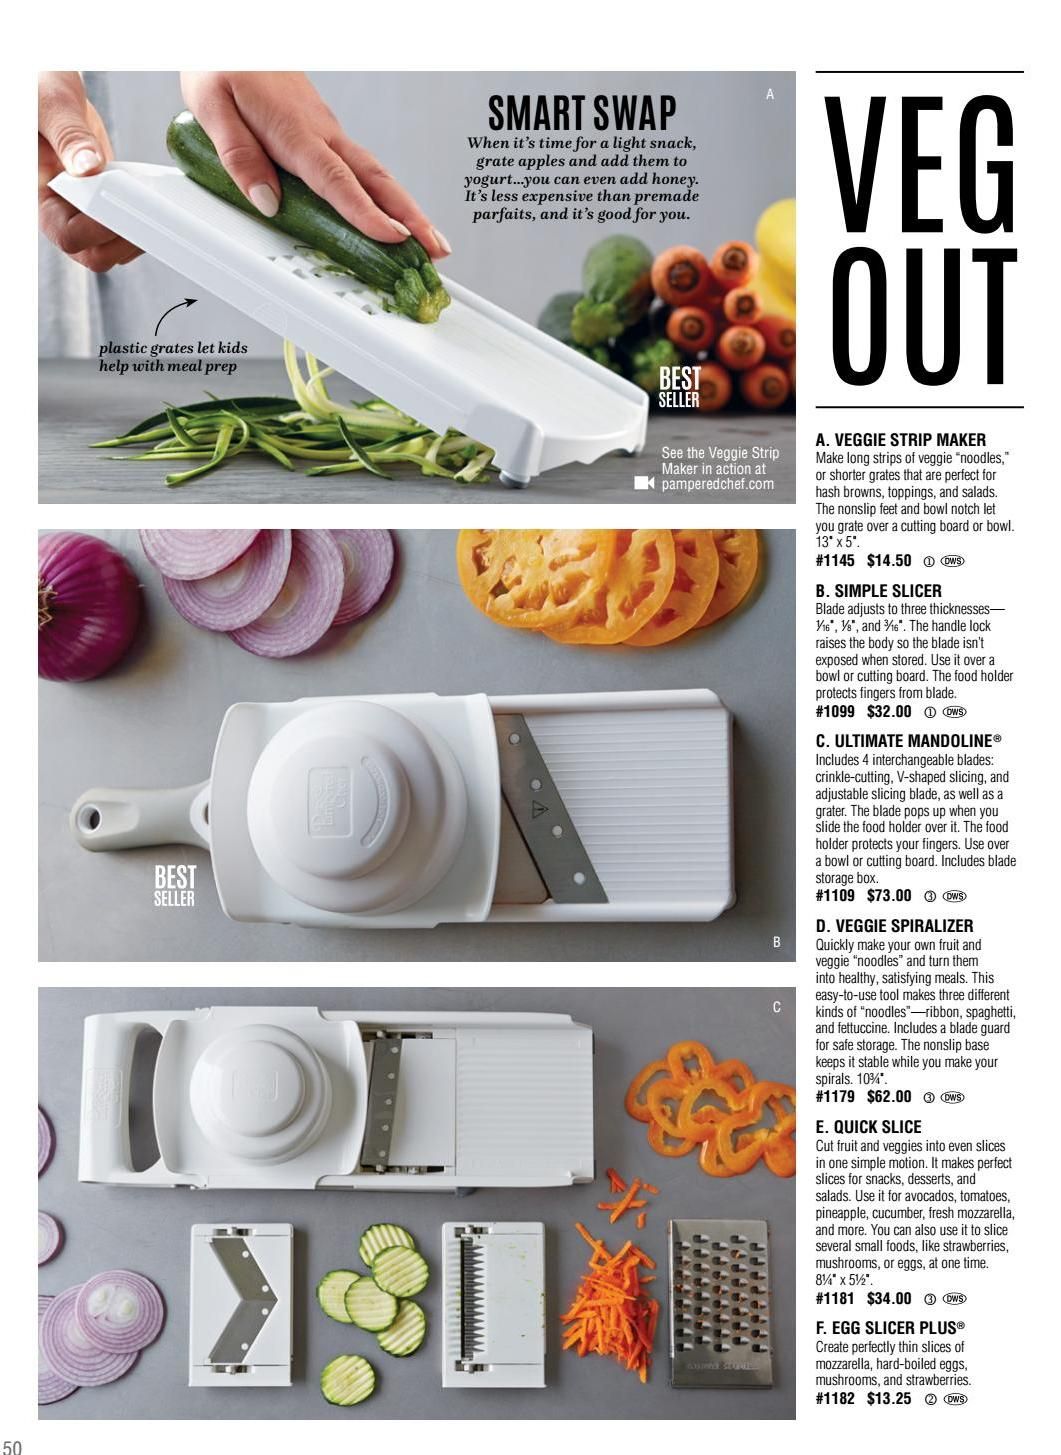 A
SMART SWAP
When it's time for a light snack,
grate apples and add them to
yogurt...you can even add honey.
It's less expensive than premade
parfaits, and it's good for you.
plastic grates let kids
help with meal prep
BEST
SELLER
See the Veggie Strip
Maker in action at
pamperedchef.com
BEST
SELLER
B
C
VEG
OUT
A. VEGGIE STRIP MAKER
Make long strips of veggie “noodles,”
or shorter grates that are perfect for
hash browns, toppings, and salads.
The nonslip feet and bowl notch let
you grate over a cutting board or bowl.
13" x 5".
#1145 $14.50 ① DWS
B. SIMPLE SLICER
Blade adjusts to three thicknesses—
1/16", 1/8", and 3/16". The handle lock
raises the body so the blade isn't
exposed when stored. Use it over a
bowl or cutting board. The food holder
protects fingers from blade.
#1099 $32.00 ① DWS
C. ULTIMATE MANDOLINE®
Includes 4 interchangeable blades:
crinkle-cutting, V-shaped slicing, and
adjustable slicing blade, as well as a
grater. The blade pops up when you
slide the food holder over it. The food
holder protects your fingers. Use over
a bowl or cutting board. Includes blade
storage box.
#1109 $73.00 ③ DWS
D. VEGGIE SPIRALIZER
Quickly make your own fruit and
veggie “noodles” and turn them
into healthy, satisfying meals. This
easy-to-use tool makes three different
kinds of “noodles”—ribbon, spaghetti,
and fettuccine. Includes a blade guard
for safe storage. The nonslip base
keeps it stable while you make your
spirals. 10¾".
#1179 $62.00 ③ DWS
E. QUICK SLICE
Cut fruit and veggies into even slices
in one simple motion. It makes perfect
slices for snacks, desserts, and
salads. Use it for avocados, tomatoes,
pineapple, cucumber, fresh mozzarella,
and more. You can also use it to slice
several small foods, like strawberries,
mushrooms, or eggs, at one time.
8¼" x 5½".
#1181 $34.00 ③ DWS
F. EGG SLICER PLUS®
Create perfectly thin slices of
mozzarella, hard-boiled eggs,
mushrooms, and strawberries.
#1182 $13.25 ② DWS
50